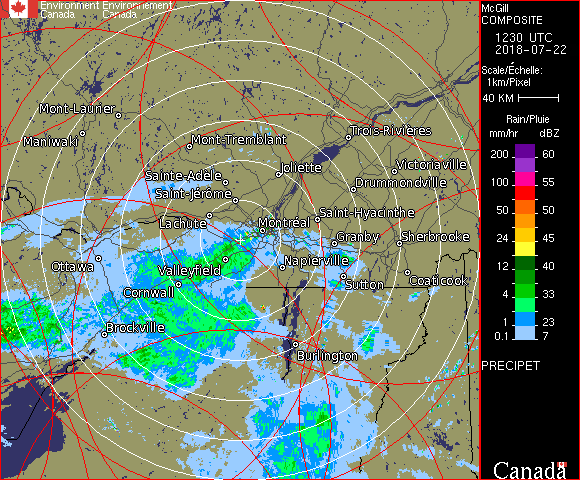 Environment Environnement
Canada Canada
McGill
COMPOSITE
1230 UTC
2018-07-22
Scale/Échelle:
1km/Pixel
40 KM
Rain/Pluie
mm/hr dBZ
200 60
100 55
50 50
24 45
12 40
4 33
1 23
0.1 7
PRECIPET
Canada
Mont-Laurier
Maniwaki
Mont-Tremblant
Trois-Rivières
Joliette
Victoriaville
Sainte-Adèle
Drummondville
Saint-Jérôme
Lachute
Saint-Hyacinthe
Montréal
Granby
Sherbrooke
Ottawa
Valleyfield
Napierville
Sutton
Coaticook
Cornwall
Brockville
Burlington